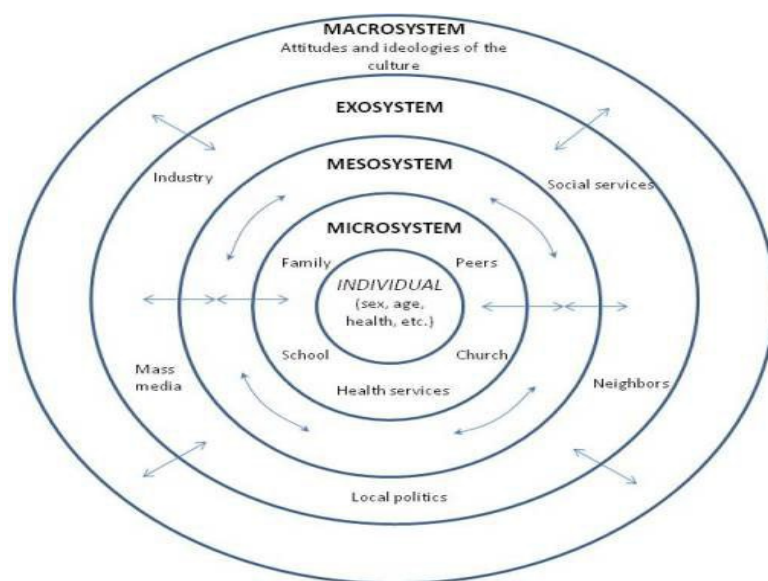 MACROSYSTEM
Attitudes and ideologies of the
culture
EXOSYSTEM
MESOSYSTEM
Industry
Social services
MICROSYSTEM
Family
Peers
INDIVIDUAL
(sex, age,
health, etc.}
School
Church
Mass
media
Health services
Neighbors
Local politics